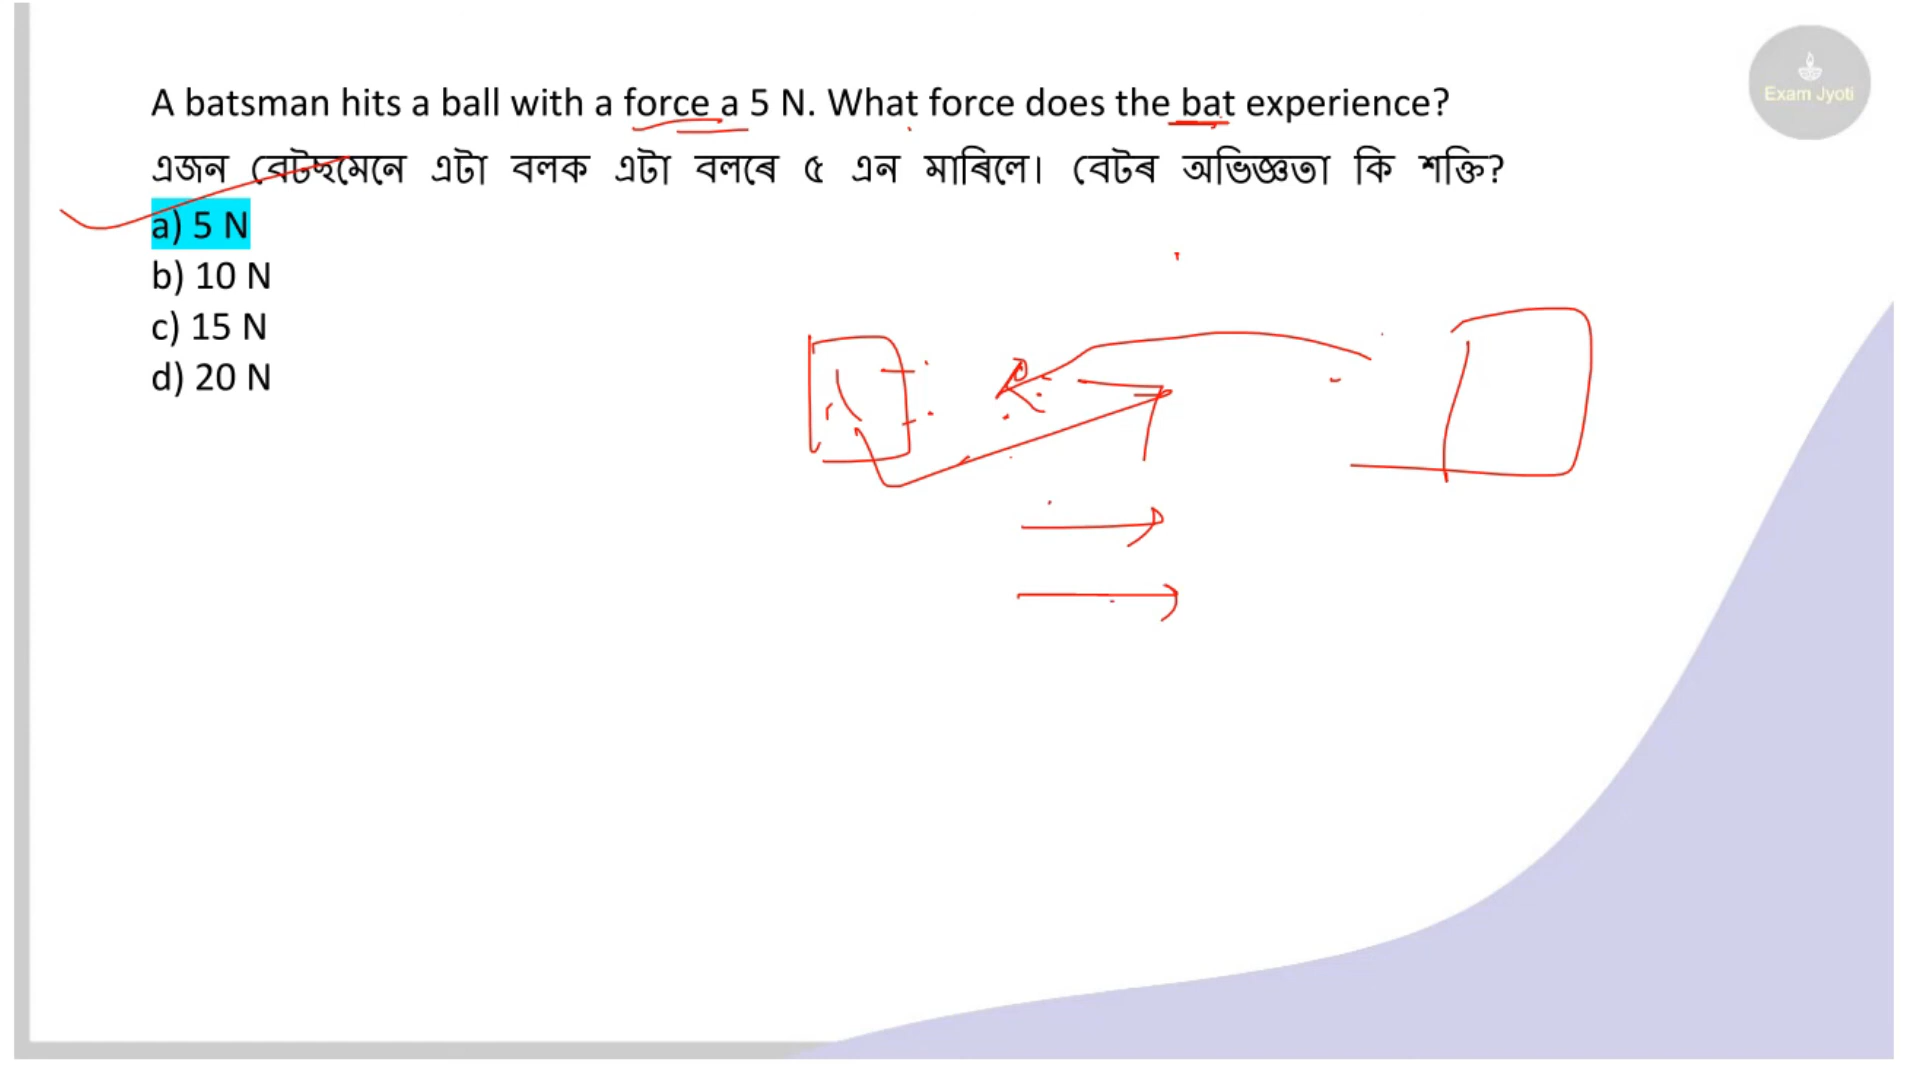 A batsman hits a ball with a force a 5 N. What force does the bat experience?
এজন বেটছমেনে এটা বলক এটা বলৰে ৫ এন মাৰিলে। বেটৰ অভিজ্ঞতা কি শক্তি?
a) 5 N
b) 10 N
c) 15 N
d) 20 N
Exam Jyoti